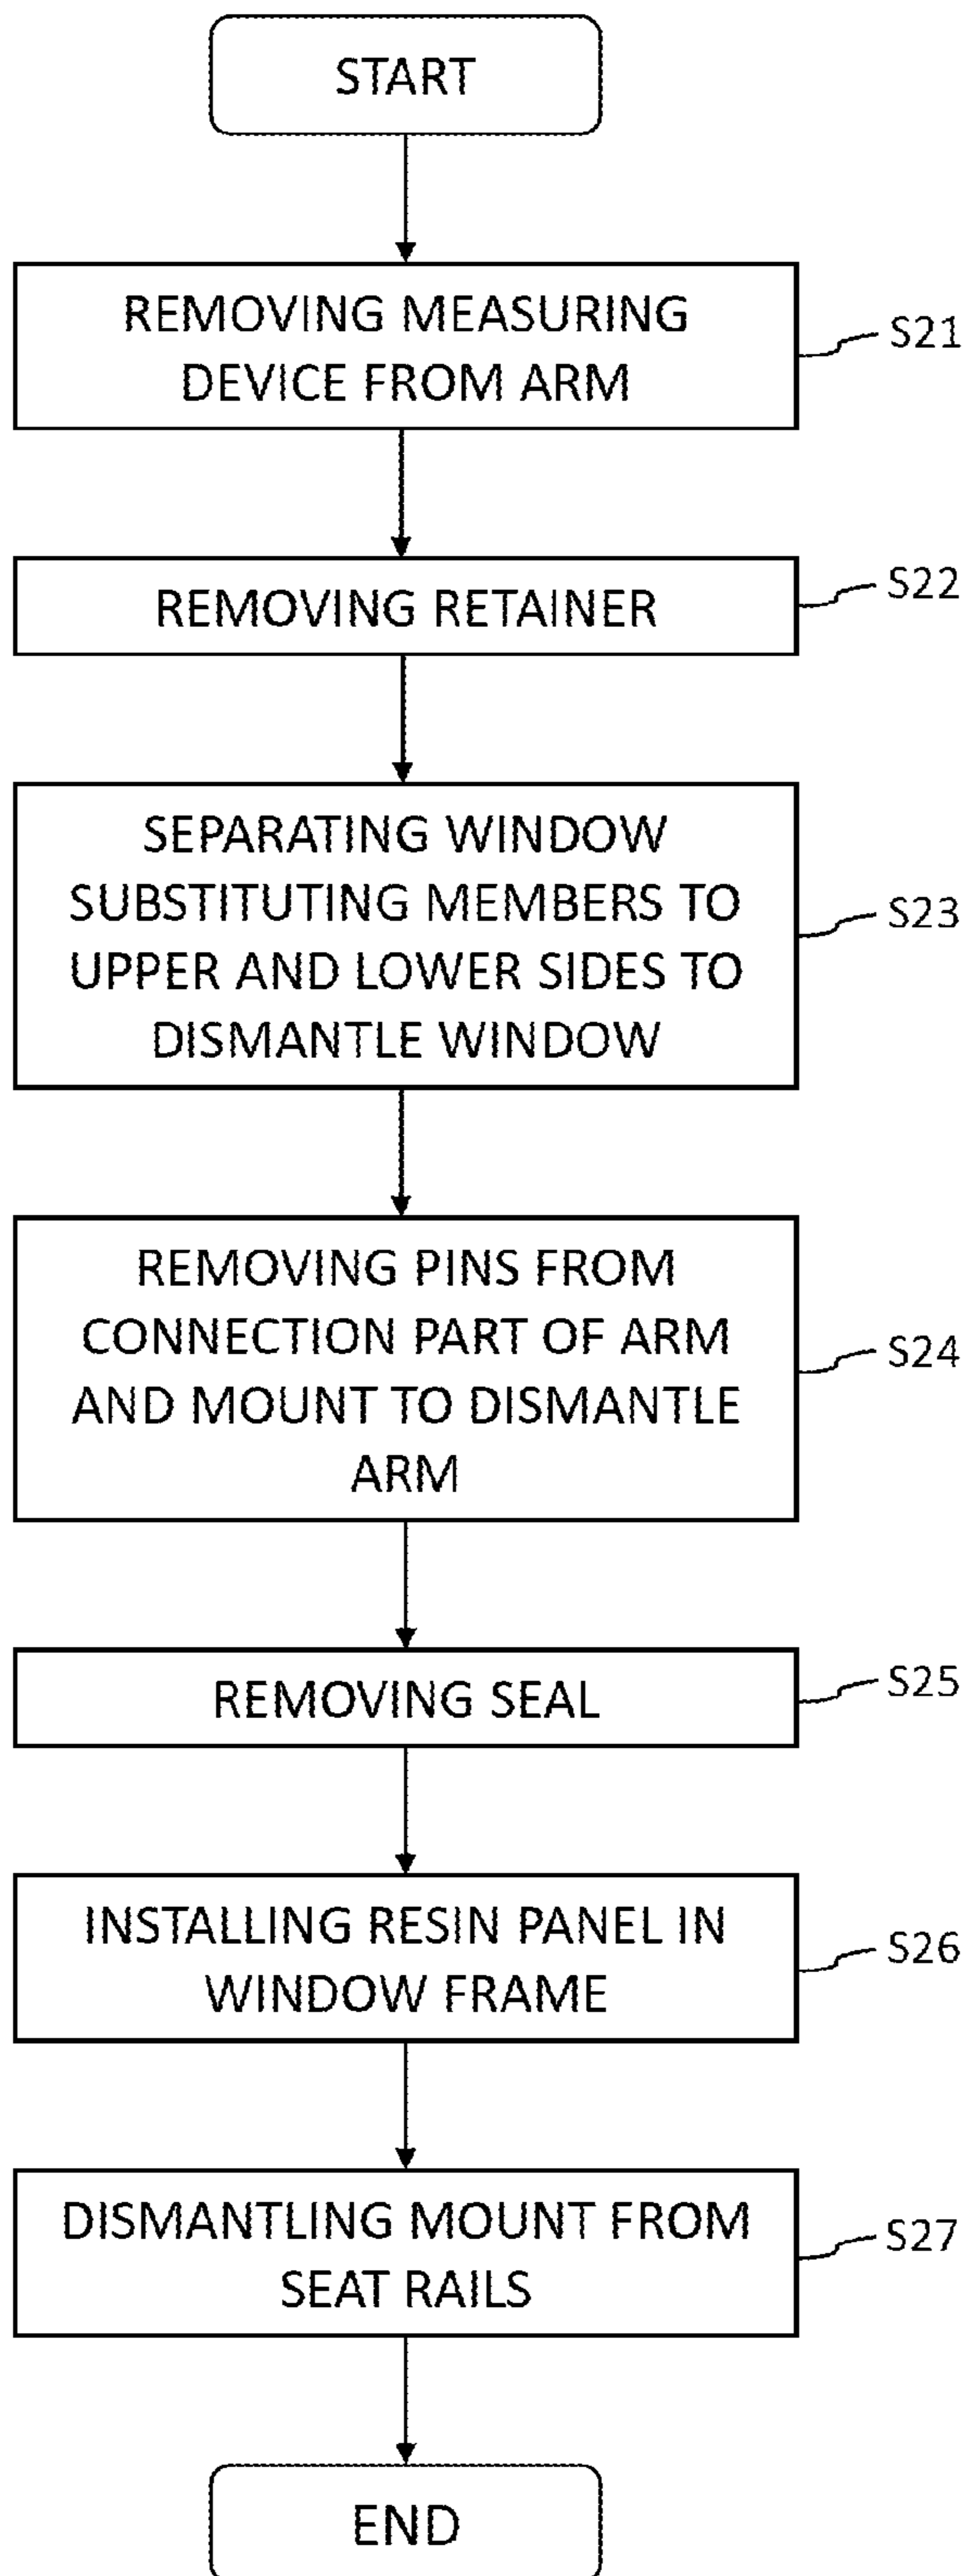 START
REMOVING MEASURING
DEVICE FROM ARM
S21
REMOVING RETAINER
S22
SEPARATING WINDOW
SUBSTITUTING MEMBERS TO
UPPER AND LOWER SIDES TO
DISMANTLE WINDOW
S23
REMOVING PINS FROM
CONNECTION PART OF ARM
AND MOUNT TO DISMANTLE
ARM
S24
REMOVING SEAL
S25
INSTALLING RESIN PANEL IN
WINDOW FRAME
S26
DISMANTLING MOUNT FROM
SEAT RAILS
S27
END